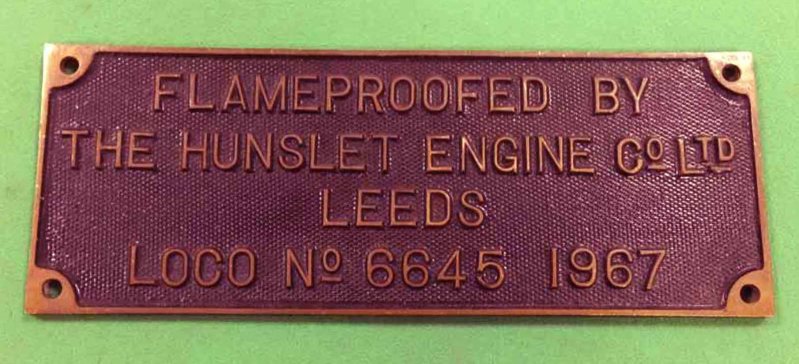 FLAMEPROOFED BY
THE HUNSLET ENGINE Cº LTD
LEEDS
LOCO Nº 6645 1967